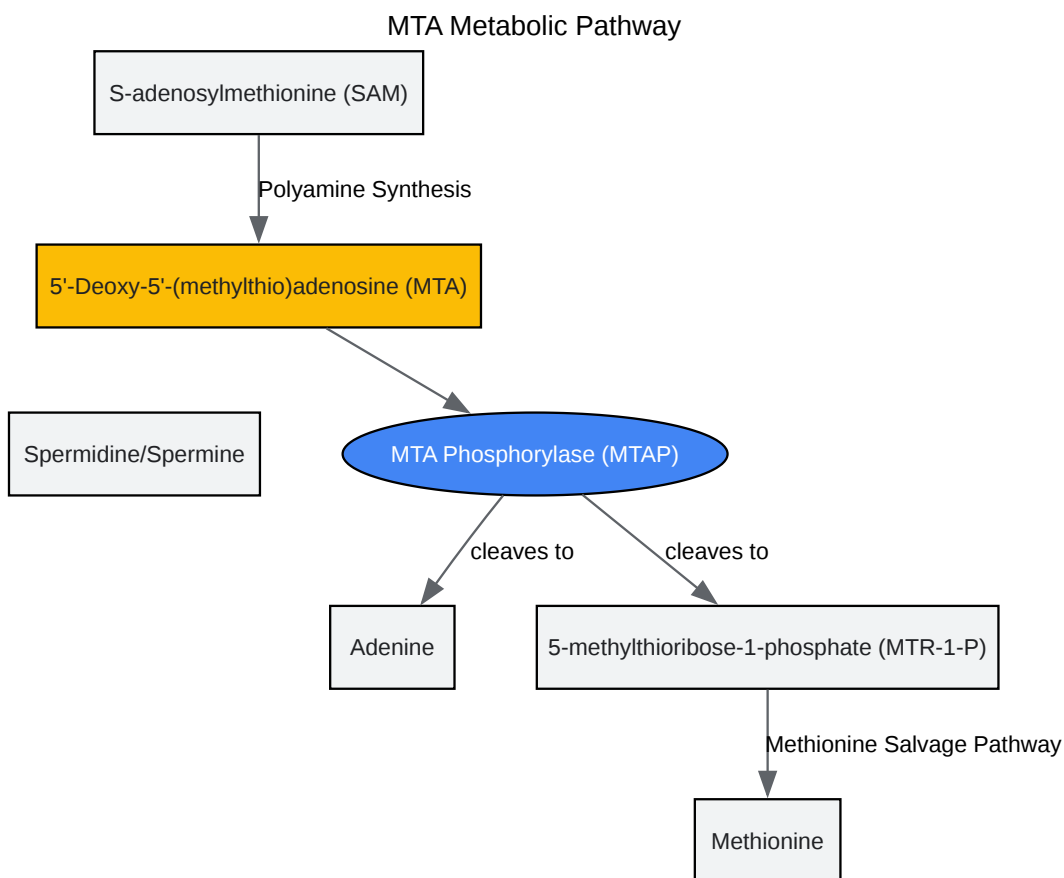 MTA Metabolic Pathway
S-adenosylmethionine (SAM)
Polyamine Synthesis
5'-Deoxy-5'-(methylthio)adenosine (MTA)
Spermidine/Spermine
MTA Phosphorylase (MTAP)
cleaves to
cleaves to
Adenine
5-methylthioribose-1-phosphate (MTR-1-P)
Methionine Salvage Pathway
Methionine